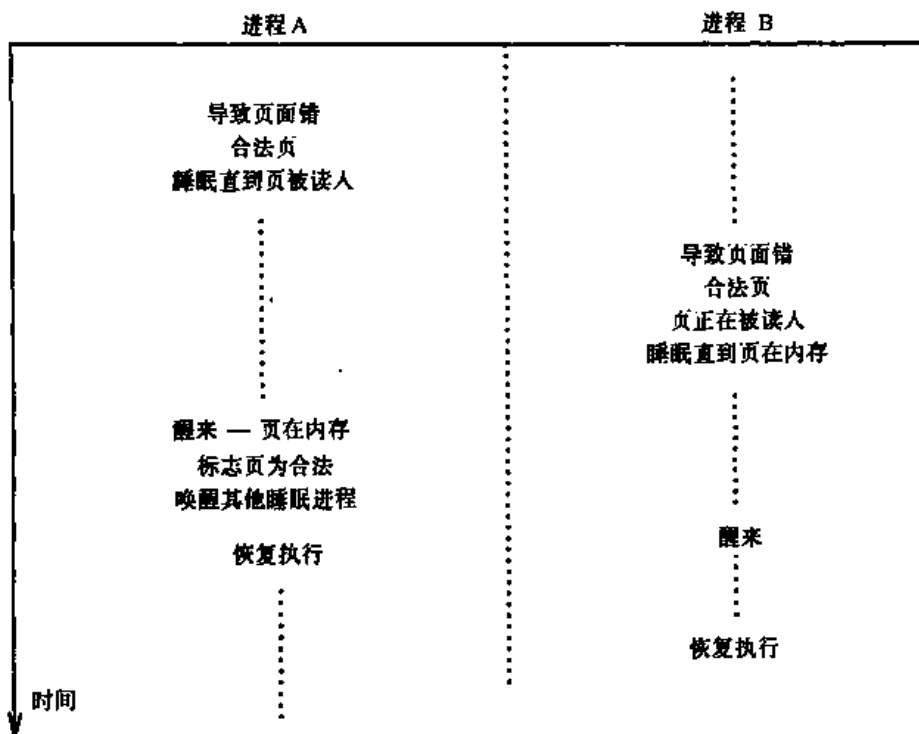 进程 A
进程 B
导致页面错
合法页
睡眠直到页被读人
导致页面错
合法页
页正在被读人
睡眠直到页在内存
醒来 — 页在内存
标志页为合法
唤醒其他睡眠进程
恢复执行
醒来
恢复执行
时间